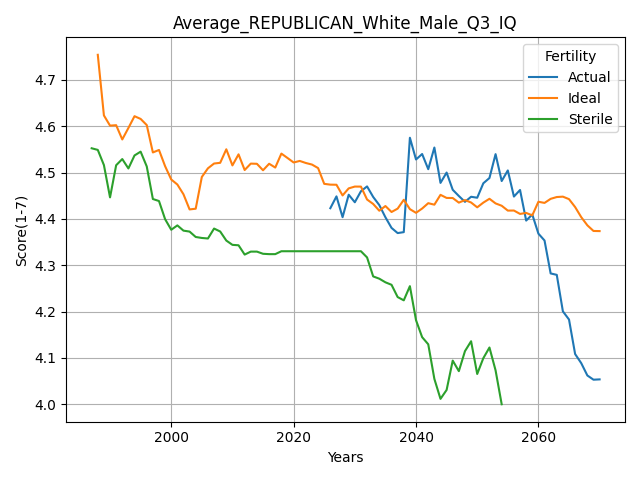 Average_REPUBLICAN_White_Male_Q3_IQ
Fertility
Actual
Ideal
Sterile
Score(1-7)
4.7
4.6
4.5
4.4
4.3
4.2
4.1
4.0
2000
2020
2040
2060
Years